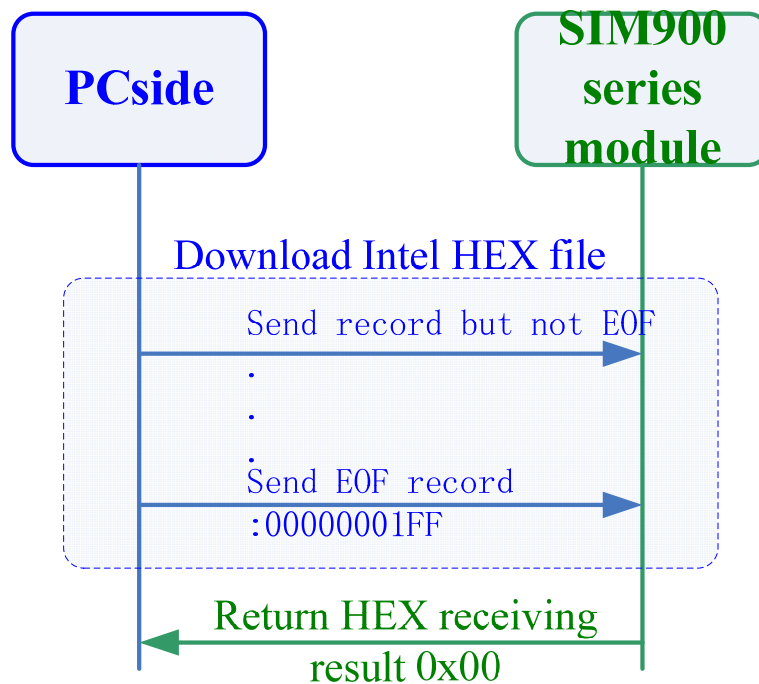 PCside
SIM900
series
module
Download Intel HEX file
Send record but not EOF
.
.
.
Send EOF record
:00000001FF
Return HEX receiving
result 0x00